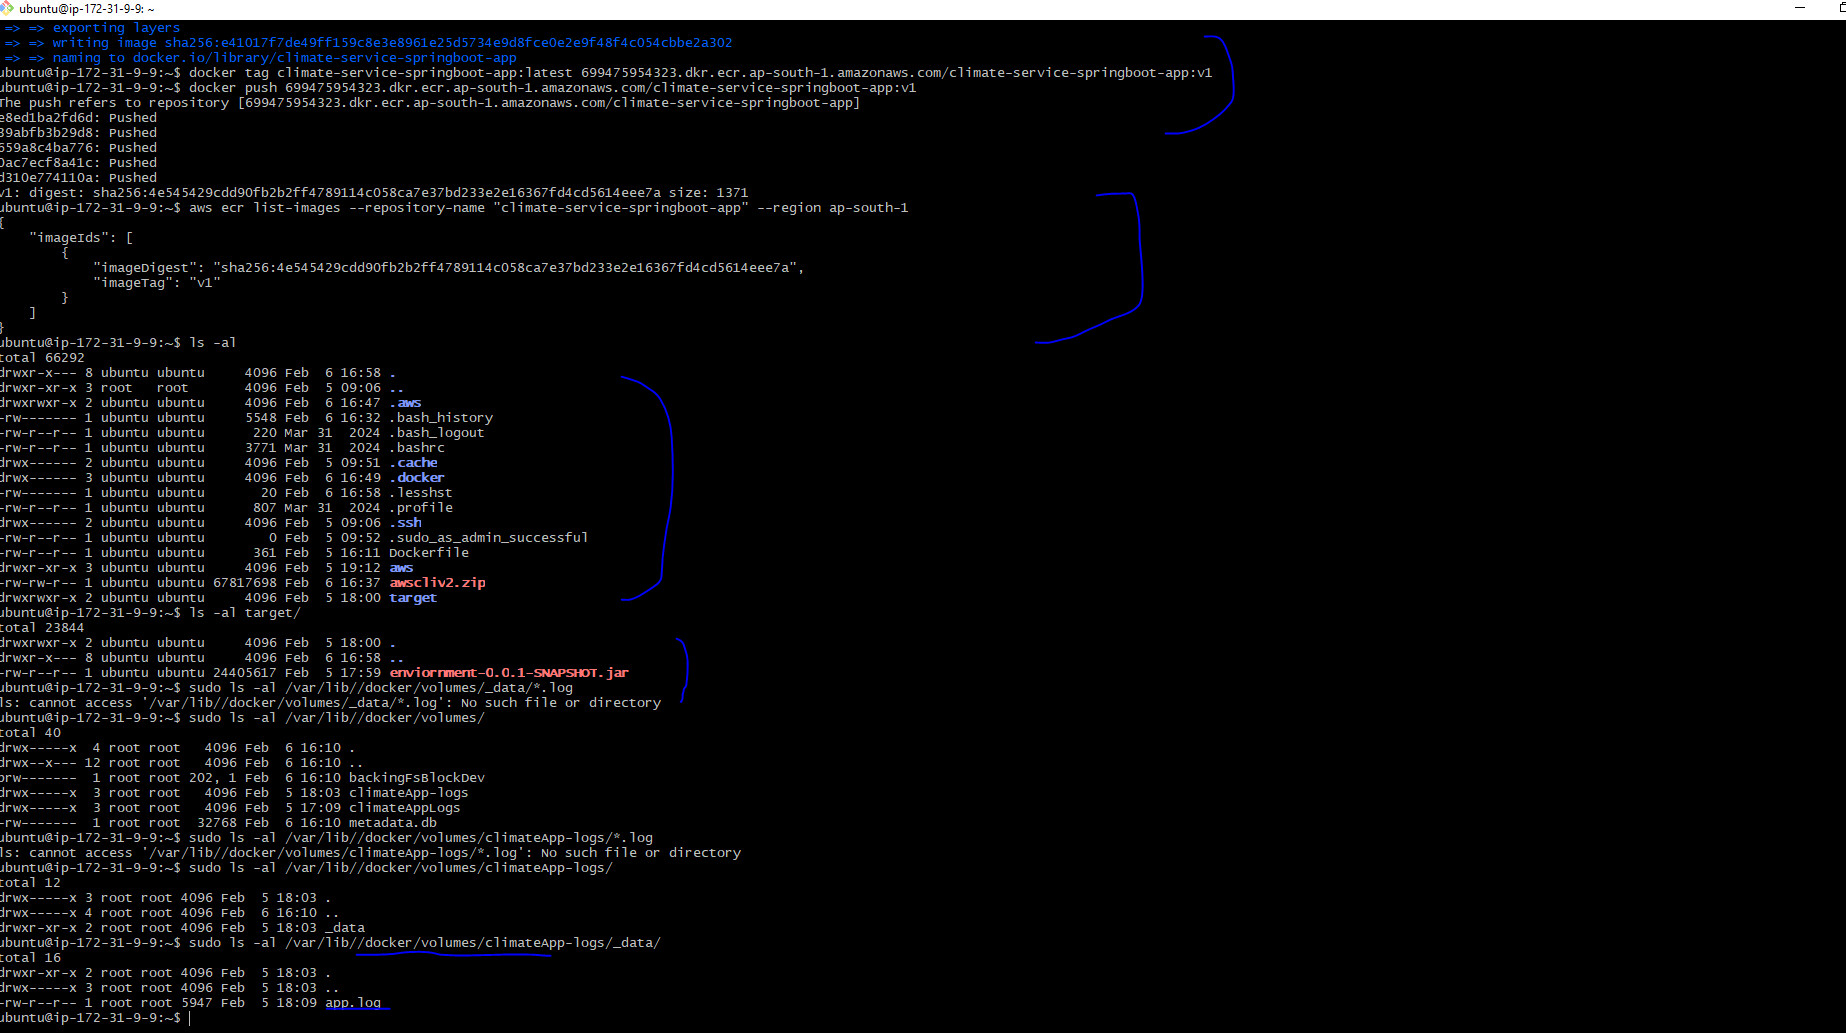 ubuntu@ip-172-31-9-9: ~
=> => exporting layers
=> => writing image sha256:e41017f7de49ff159c8e3e8961e25d5734e9d8fce0e2e9f48f4c054cbbe2a302
=> => naming to docker.io/library/climate-service-springboot-app
ubuntu@ip-172-31-9-9:~$ docker tag climate-service-springboot-app:latest 699475954323.dkr.ecr.ap-south-1.amazonaws.com/climate-service-springboot-app:v1
ubuntu@ip-172-31-9-9:~$ docker push 699475954323.dkr.ecr.ap-south-1.amazonaws.com/climate-service-springboot-app:v1
The push refers to repository [699475954323.dkr.ecr.ap-south-1.amazonaws.com/climate-service-springboot-app]
e8ed1ba2fd6d: Pushed
39abfb3b29d8: Pushed
659a8c4ba776: Pushed
0ac7ecf8a41c: Pushed
d310e774110a: Pushed
v1: digest: sha256:4e545429cdd90fb2b2ff4789114c058ca7e37bd233e2e16367fd4cd5614eee7a size: 1371
ubuntu@ip-172-31-9-9:~$ aws ecr list-images --repository-name "climate-service-springboot-app" --region ap-south-1
{
"imageIds": [
{
"imageDigest": "sha256:4e545429cdd90fb2b2ff4789114c058ca7e37bd233e2e16367fd4cd5614eee7a",
"imageTag": "v1"
}
]
}
ubuntu@ip-172-31-9-9:~$ ls -al
total 66292
drwxr-x--- 8 ubuntu ubuntu 4096 Feb 6 16:58 .
drwxr-xr-x 3 root root 4096 Feb 5 09:06 ..
drwxrwxr-x 2 ubuntu ubuntu 4096 Feb 6 16:47 .aws
-rw------- 1 ubuntu ubuntu 5548 Feb 6 16:32 .bash_history
-rw-r--r-- 1 ubuntu ubuntu 220 Mar 31 2024 .bash_logout
-rw-r--r-- 1 ubuntu ubuntu 3771 Mar 31 2024 .bashrc
drwx------ 2 ubuntu ubuntu 4096 Feb 5 09:51 .cache
drwx------ 3 ubuntu ubuntu 4096 Feb 6 16:49 .docker
-rw------- 1 ubuntu ubuntu 20 Feb 6 16:58 .lesshst
-rw-r--r-- 1 ubuntu ubuntu 807 Mar 31 2024 .profile
drwx------ 2 ubuntu ubuntu 4096 Feb 5 09:06 .ssh
-rw-r--r-- 1 ubuntu ubuntu 0 Feb 5 09:52 .sudo_as_admin_successful
-rw-r--r-- 1 ubuntu ubuntu 361 Feb 5 16:11 Dockerfile
drwxr-xr-x 3 ubuntu ubuntu 4096 Feb 5 19:12 aws
-rw-rw-r-- 1 ubuntu ubuntu 67817698 Feb 6 16:37 awscliv2.zip
drwxrwxr-x 2 ubuntu ubuntu 4096 Feb 5 18:00 target
ubuntu@ip-172-31-9-9:~$ ls -al target/
total 23844
drwxrwxr-x 2 ubuntu ubuntu 4096 Feb 5 18:00 .
drwxr-x--- 8 ubuntu ubuntu 4096 Feb 6 16:58 ..
-rw-r--r-- 1 ubuntu ubuntu 24405617 Feb 5 17:59 enviornment-0.0.1-SNAPSHOT.jar
ubuntu@ip-172-31-9-9:~$ sudo ls -al /var/lib//docker/volumes/_data/*.log
ls: cannot access '/var/lib//docker/volumes/_data/*.log': No such file or directory
ubuntu@ip-172-31-9-9:~$ sudo ls -al /var/lib//docker/volumes/
total 40
drwx-----x 4 root root 4096 Feb 6 16:10 .
drwx--x--- 12 root root 4096 Feb 6 16:10 ..
brw------- 1 root root 202, 1 Feb 6 16:10 backingFsBlockDev
drwx-----x 3 root root 4096 Feb 5 18:03 climateApp-logs
drwx-----x 3 root root 4096 Feb 5 17:09 climateAppLogs
-rw------- 1 root root 32768 Feb 6 16:10 metadata.db
ubuntu@ip-172-31-9-9:~$ sudo ls -al /var/lib//docker/volumes/climateApp-logs/*.log
ls: cannot access '/var/lib//docker/volumes/climateApp-logs/*.log': No such file or directory
ubuntu@ip-172-31-9-9:~$ sudo ls -al /var/lib//docker/volumes/climateApp-logs/
total 12
drwx-----x 3 root root 4096 Feb 5 18:03 .
drwx-----x 4 root root 4096 Feb 6 16:10 ..
drwxr-xr-x 2 root root 4096 Feb 5 18:03 _data
ubuntu@ip-172-31-9-9:~$ sudo ls -al /var/lib//docker/volumes/climateApp-logs/_data/
total 16
drwxr-xr-x 2 root root 4096 Feb 5 18:03 .
drwx-----x 3 root root 4096 Feb 5 18:03 ..
-rw-r--r-- 1 root root 5947 Feb 5 18:09 app.log
ubuntu@ip-172-31-9-9:~$